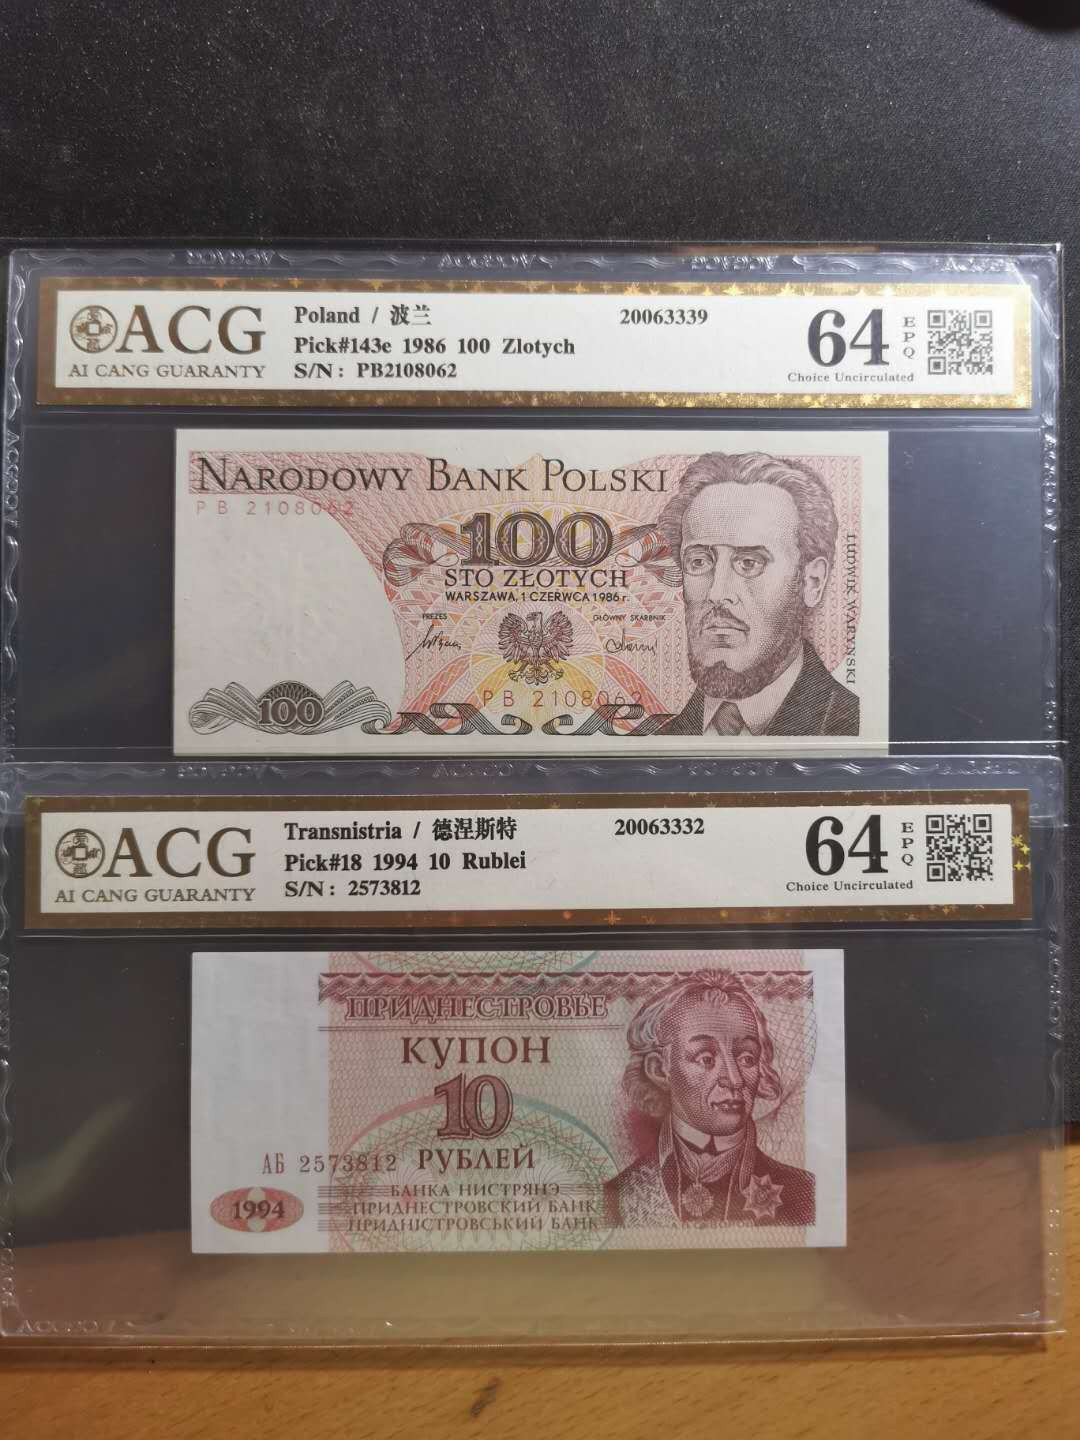 ACG
AI CANG GUARANTY
Poland / 波兰
Pick#143e 1986 100 Zlotych
S/N: PB2108062
20063339
64
EPQ
Choice Uncirculated
NARODOWY BANK POLSKI
PB 2108062
100
STO ZŁOTYCH
WARSZAWA, 1 CZERWCA 1986 r.
PREZES
GŁÓWNY SKARBNIK
PB 2108062
100
LUDWIK WARYŃSKI
ACG
AI CANG GUARANTY
Transnistria / 德涅斯特
Pick#18 1994 10 Rublei
S/N: 2573812
20063332
64
EPQ
Choice Uncirculated
ПРИДНЕСТРОВЬЕ
КУПОН
10
АБ 2573812 РУБЛЕЙ
БАНКА НИСТРЯНЭ
1994
ПРИДНЕСТРОВСКИЙ БАНК
ПРИДНІСТРОВСЬКИЙ БАНК